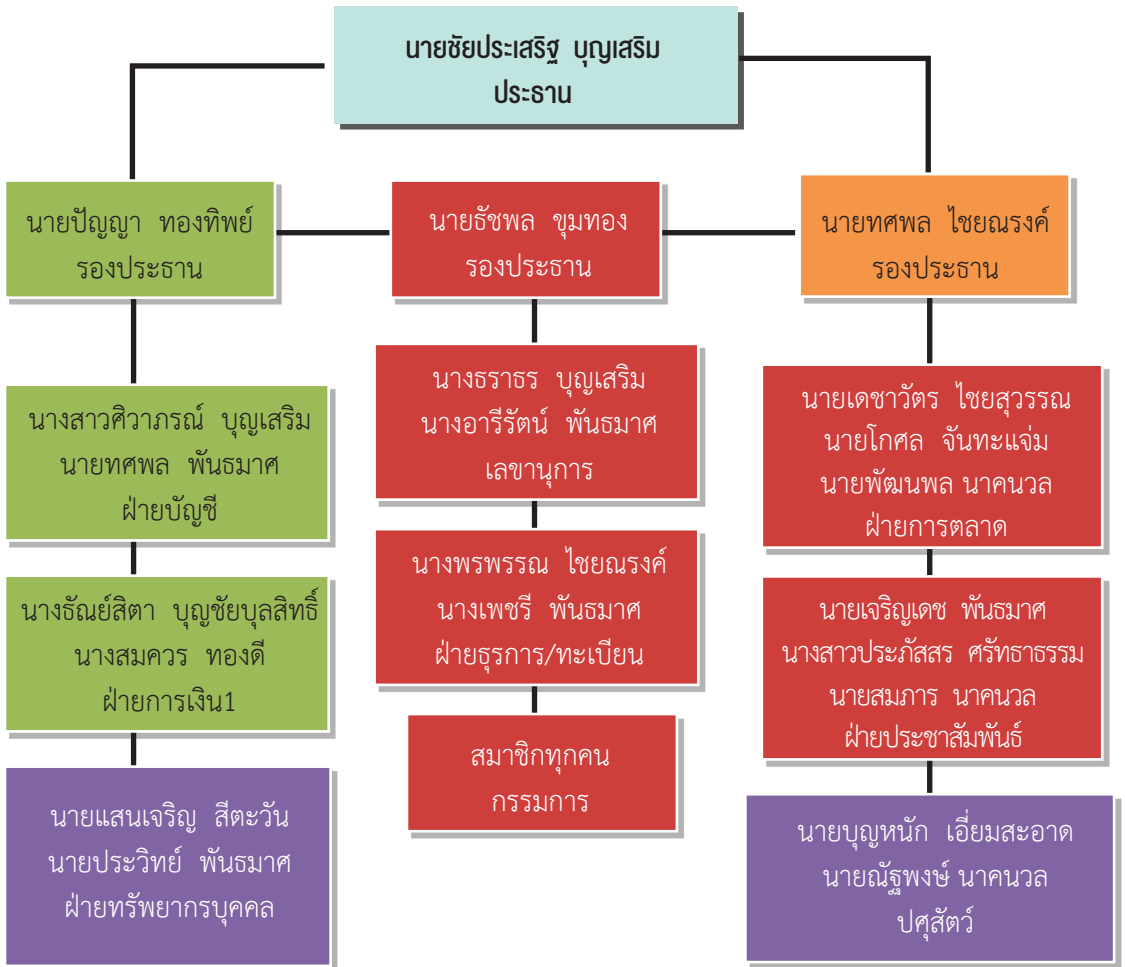 นายชัยประเสริฐ บุญเสริม
ประธาน
นายปัญญา ทองทิพย์
รองประธาน
นายธัชพล ขุมทอง
รองประธาน
นายทศพล ไชยณรงค์
รองประธาน
นางสาวศิวาภรณ์ บุญเสริม
นายทศพล พันธมาศ
ฝ่ายบัญชี
นางธัณย์สิตา บุญชัยบุลสิทธิ์
นางสมควร ทองดี
ฝ่ายการเงิน1
นายแสนเจริญ สีตะวัน
นายประวิทย์ พันธมาศ
ฝ่ายทรัพยากรบุคคล
นางธราธร บุญเสริม
นางอารีรัตน์ พันธมาศ
เลขานุการ
นางพรพรรณ ไชยณรงค์
นางเพชรี พันธมาศ
ฝ่ายธุรการ/ทะเบียน
สมาชิกทุกคน
กรรมการ
นายเดชาวัตร ไชยสุวรรณ
นายโกศล จันทะแจ่ม
นายพัฒนพล นาคนวล
ฝ่ายการตลาด
นายเจริญเดช พันธมาศ
นางสาวประภัสสร ศรัทธาธรรม
นายสมภาร นาคนวล
ฝ่ายประชาสัมพันธ์
นายบุญหนัก เอี่ยมสะอาด
นายณัฐพงษ์ นาคนวล
ปศุสัตว์